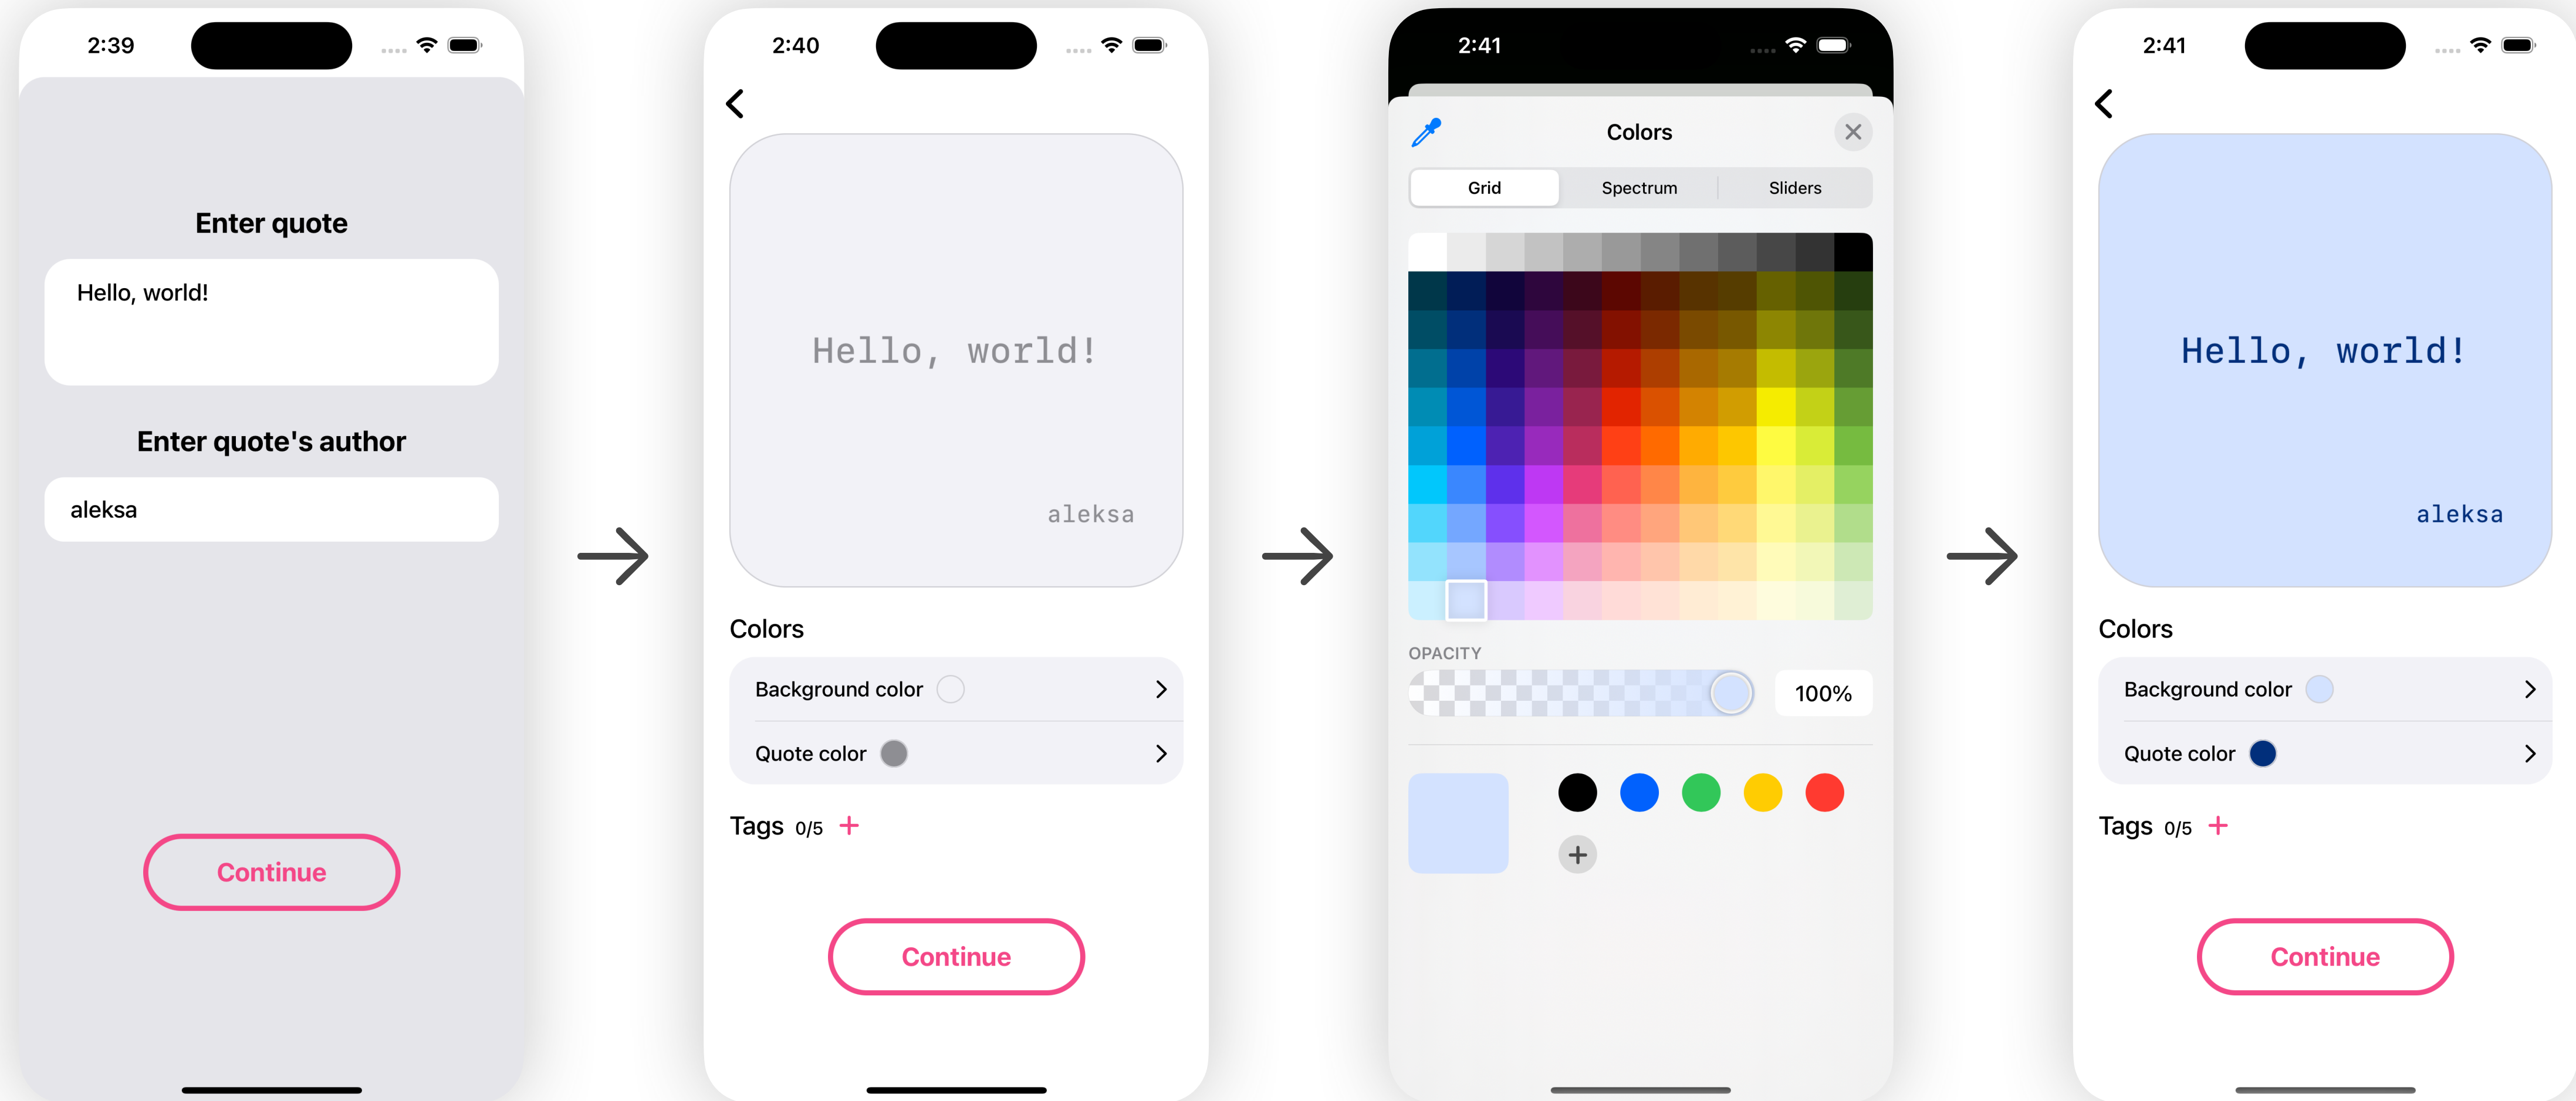 2:39
Enter quote
Hello, world!
Enter quote's author
aleksa
Continue
2:40
Hello, world!
aleksa
Colors
Background color
Quote color
Tags 0/5 +
Continue
2:41
Colors
Grid Spectrum Sliders
OPACITY
100%
2:41
Hello, world!
aleksa
Colors
Background color
Quote color
Tags 0/5 +
Continue